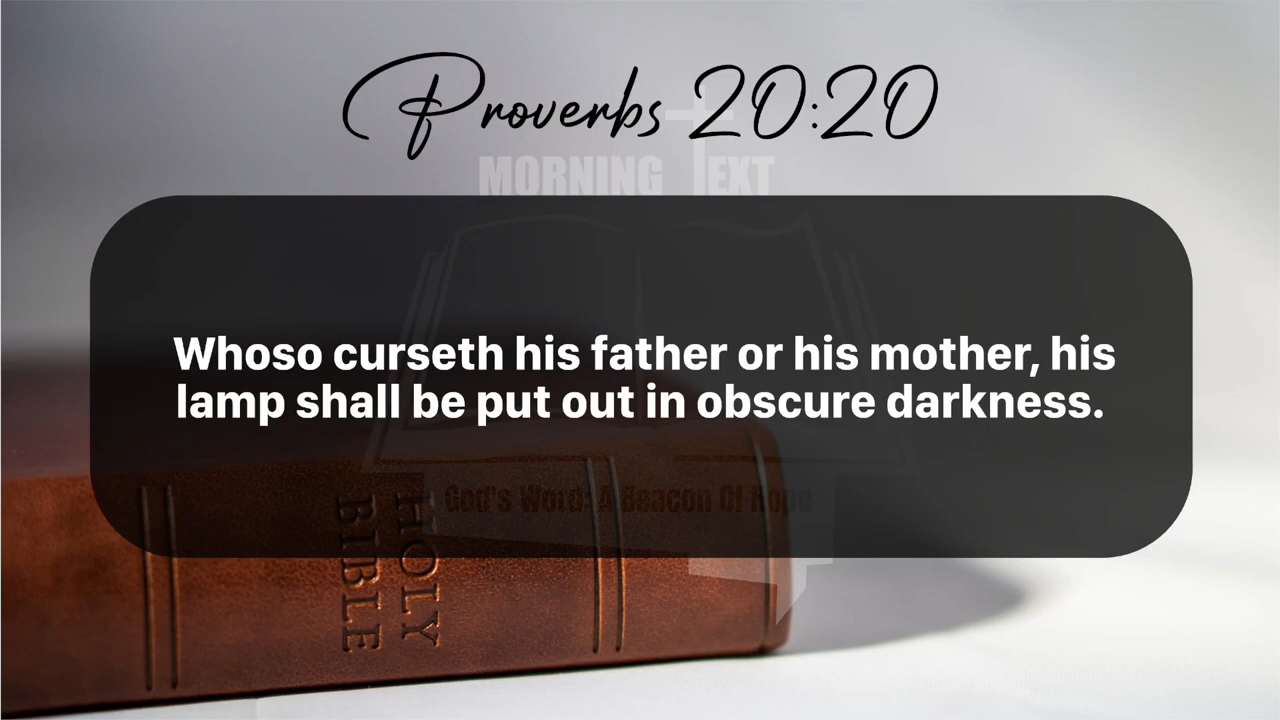 Proverbs 20:20
MORNING TEXT
Whoso curseth his father or his mother, his
lamp shall be put out in obscure darkness.
God's Word: A Beacon Of Hope
HOLY
BIBLE